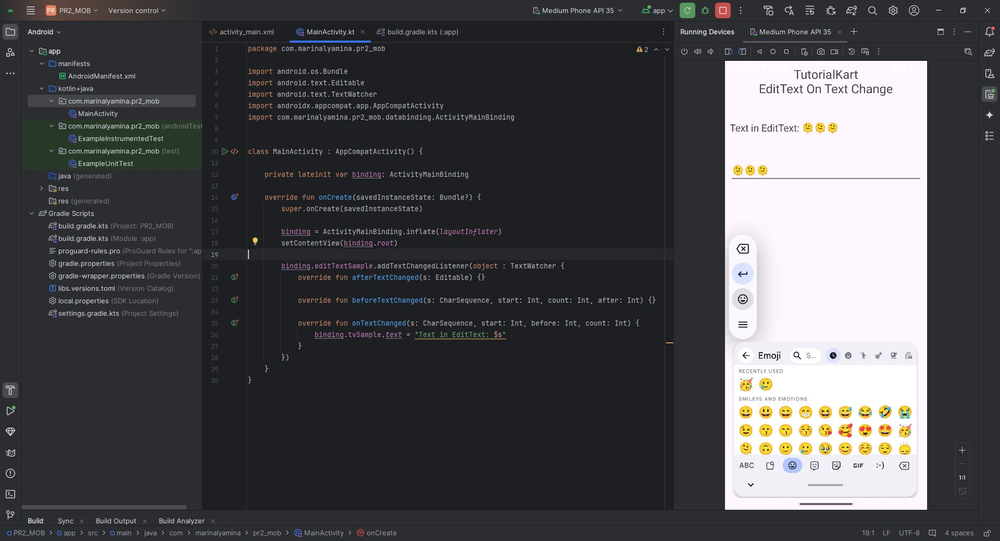 PR PR2_MOB Version control Medium Phone API 35 app
Android
app
manifests
AndroidManifest.xml
kotlin+java
com.marinalyamina.pr2_mob
MainActivity
com.marinalyamina.pr2_mob (androidTest
ExampleInstrumentedTest
com.marinalyamina.pr2_mob (test)
ExampleUnitTest
java (generated)
res
res (generated)
Gradle Scripts
build.gradle.kts (Project: PR2_MOB)
build.gradle.kts (Module :app)
proguard-rules.pro (ProGuard Rules for ":ap
gradle.properties (Project Properties)
gradle-wrapper.properties (Gradle Version)
libs.versions.toml (Version Catalog)
local.properties (SDK Location)
settings.gradle.kts (Project Settings)
activity_main.xml MainActivity.kt build.gradle.kts (:app)
2
1 package com.marinalyamina.pr2_mob
2
3 import android.os.Bundle
4 import android.text.Editable
5 import android.text.TextWatcher
6 import androidx.appcompat.app.AppCompatActivity
7 import com.marinalyamina.pr2_mob.databinding.ActivityMainBinding
8
9
10 class MainActivity : AppCompatActivity() {
11
12 private lateinit var binding: ActivityMainBinding
13
14 override fun onCreate(savedInstanceState: Bundle?) {
15 super.onCreate(savedInstanceState)
16
17 binding = ActivityMainBinding.inflate(layoutInflater)
18 setContentView(binding.root)
19
20 binding.editTextSample.addTextChangedListener(object : TextWatcher {
21 override fun afterTextChanged(s: Editable) {}
22
23 override fun beforeTextChanged(s: CharSequence, start: Int, count: Int, after: Int) {}
24
25 override fun onTextChanged(s: CharSequence, start: Int, before: Int, count: Int) {
26 binding.tvSample.text = "Text in EditText: $s"
27 }
28 })
29 }
30 }
Running Devices Medium Phone API 35
TutorialKart
EditText On Text Change
Text in EditText: 🫠🫠🫠
🫠🫠🫠
Emoji S...
RECENTLY USED
SMILEYS AND EMOTIONS
ABC GIF :-)
1:1
Build Sync Build Output Build Analyzer
PR2_MOB > app > src > main > java > com > marinalyamina > pr2_mob > MainActivity > onCreate
19:1 LF UTF-8 4 spaces